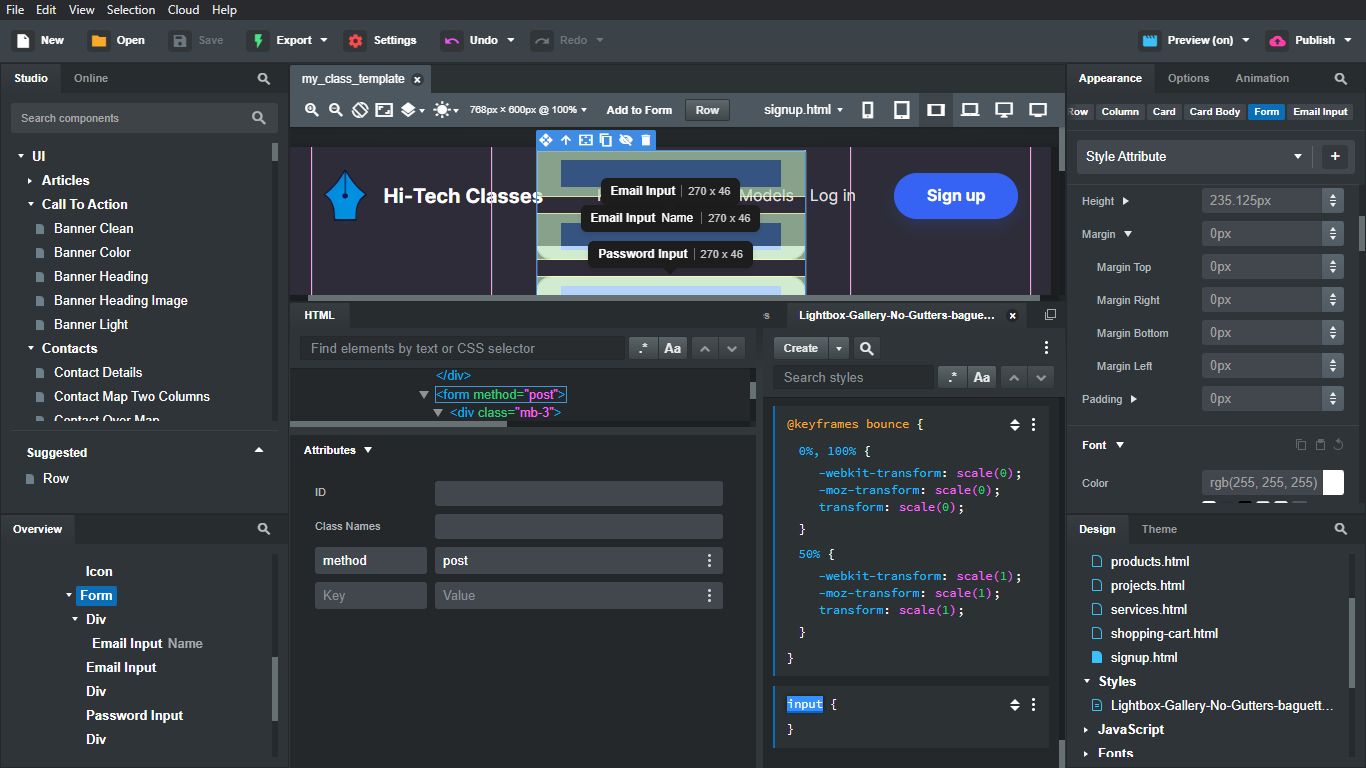 File Edit View Selection Cloud Help
New Open Save Export Settings Undo Redo Preview (on) Publish
Studio Online
Search components
UI
Articles
Call To Action
Banner Clean
Banner Color
Banner Heading
Banner Heading Image
Banner Light
Contacts
Contact Details
Contact Map Two Columns
Contact Over Map
Suggested
Row
Overview
Icon
Form
Div
Email Input Name
Email Input
Div
Password Input
Div
my_class_template
768px × 600px @ 100% Add to Form Row signup.html
Hi-Tech Classes
Models Log in
Sign up
Email Input 270 x 46
Email Input Name 270 x 46
Password Input 270 x 46
HTML
Find elements by text or CSS selector
.* Aa
</div>
<form method="post">
<div class="mb-3">
Attributes
ID
Class Names
method post
Key Value
Lightbox-Gallery-No-Gutters-bague...
Create
Search styles
.* Aa
@keyframes bounce {
0%, 100% {
-webkit-transform: scale(0);
-moz-transform: scale(0);
transform: scale(0);
}
50% {
-webkit-transform: scale(1);
-moz-transform: scale(1);
transform: scale(1);
}
}
input {
}
Appearance Options Animation
Row Column Card Card Body Form Email Input
Style Attribute
Height 235.125px
Margin 0px
Margin Top 0px
Margin Right 0px
Margin Bottom 0px
Margin Left 0px
Padding 0px
Font
Color rgb(255, 255, 255)
Design Theme
products.html
projects.html
services.html
shopping-cart.html
signup.html
Styles
Lightbox-Gallery-No-Gutters-baguett...
JavaScript
Fonts